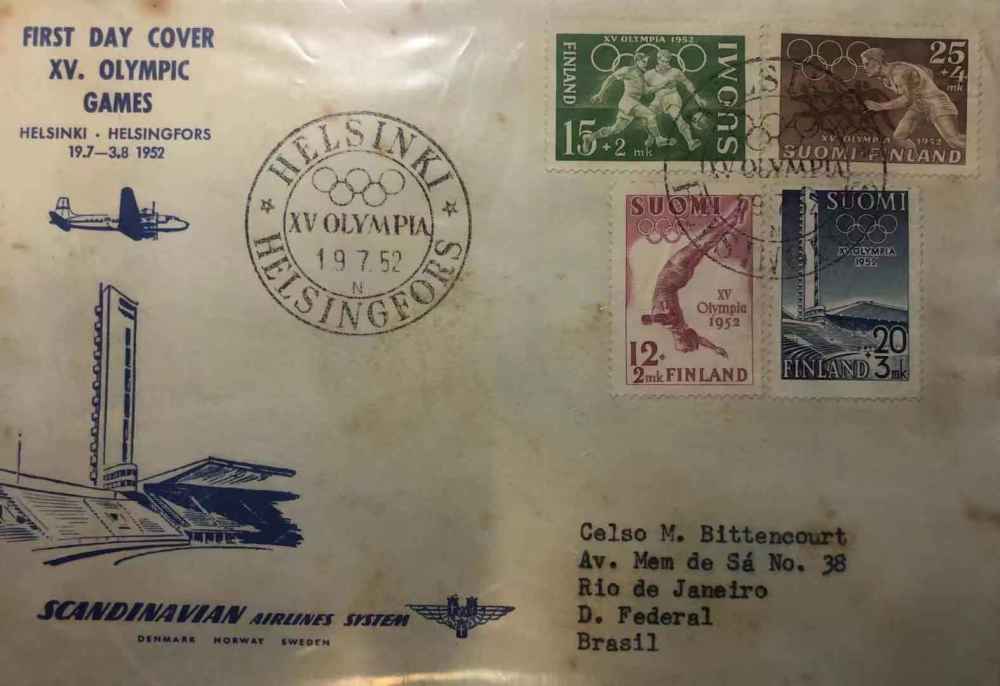 FIRST DAY COVER
XV. OLYMPIC
GAMES
HELSINKI · HELSINGFORS
19.7—3.8 1952
HELSINKI
XV OLYMPIA
19.7.52
N
HELSINGFORS
XV OLYMPIA 1952
FINLAND
SUOMI
15 + 2 mk
25 + 4 mk
XV OLYMPIA 1952
SUOMI-FINLAND
XV OLYMPIA
SUOMI
XV
Olympia
1952
12 + 2 mk FINLAND
SUOMI
XV OLYMPIA
1952
20 + 3 mk
FINLAND
Celso M. Bittencourt
Av. Mem de Sá No. 38
Rio de Janeiro
D. Federal
Brasil
SCANDINAVIAN AIRLINES SYSTEM
DENMARK NORWAY SWEDEN